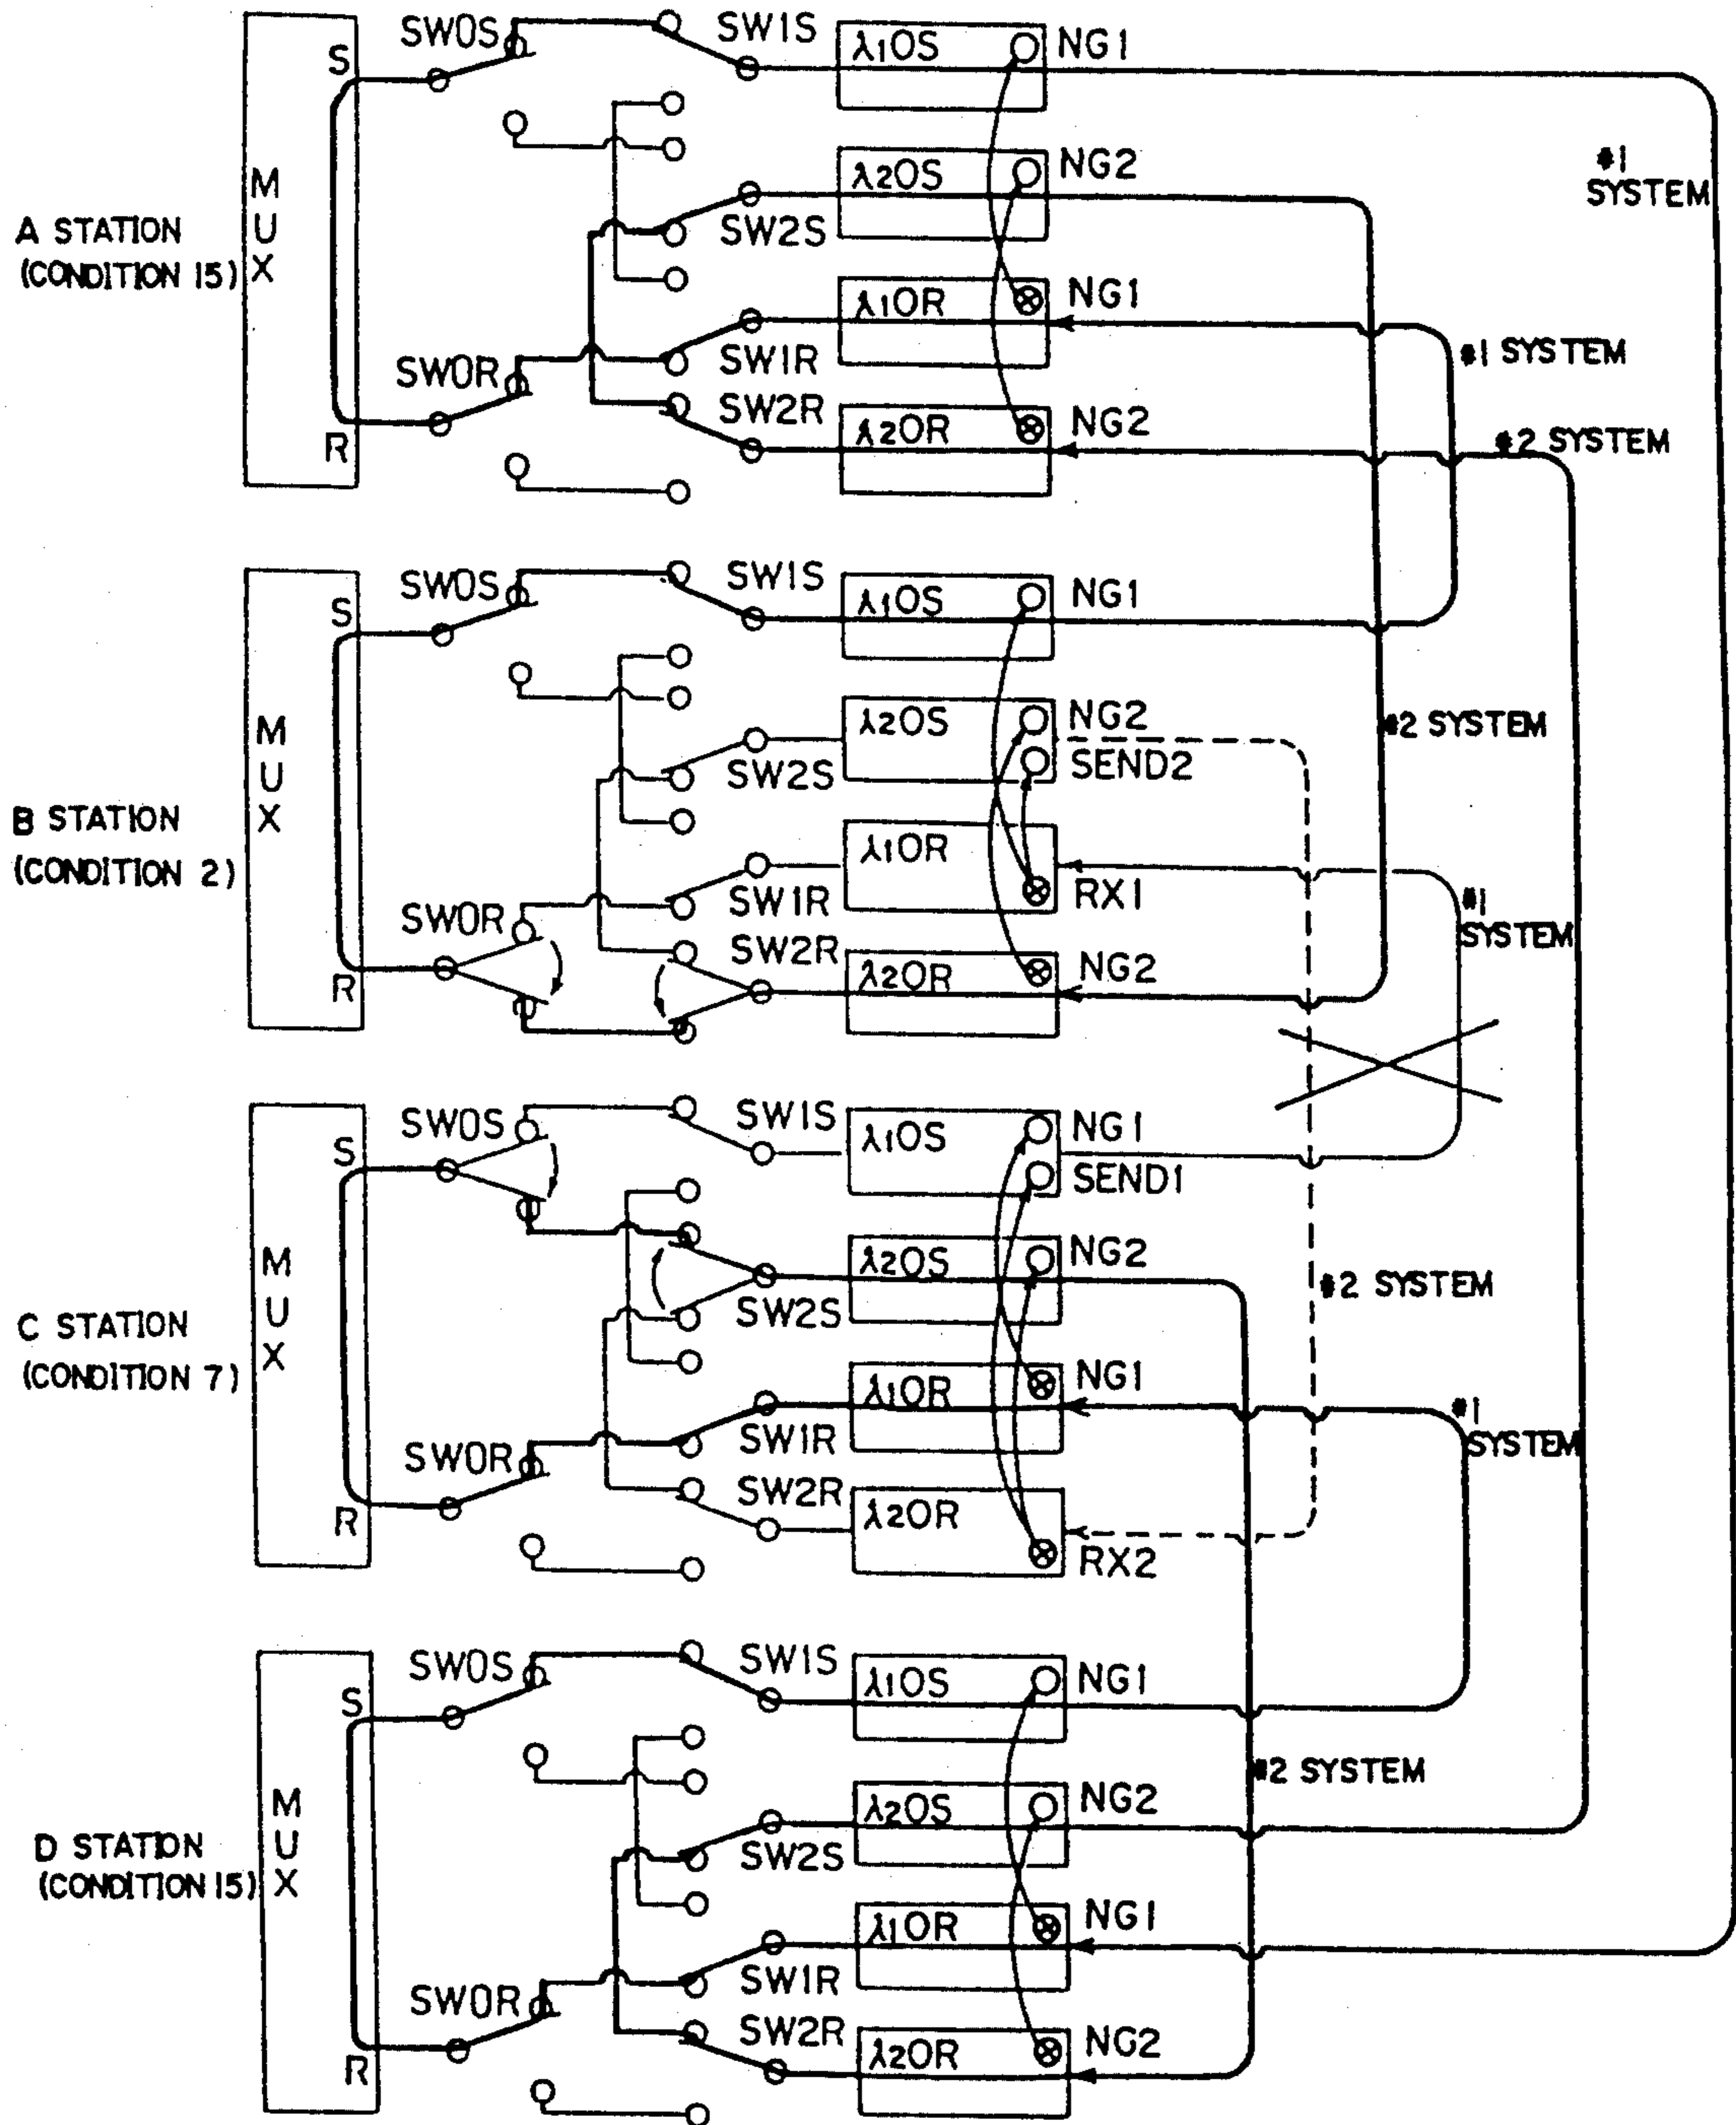 A STATION
(CONDITION 15)
M
U
X
S
R
SW0S
SW1S
λ1OS
NG1
#1
SYSTEM
λ2OS
NG2
SW2S
λ1OR
NG1
#1 SYSTEM
SW0R
SW1R
SW2R
λ2OR
NG2
#2 SYSTEM
B STATION
(CONDITION 2)
M
U
X
S
R
SW0S
SW1S
λ1OS
NG1
λ2OS
NG2
SEND2
#2 SYSTEM
SW2S
λ1OR
RX1
#1
SYSTEM
SW0R
SW1R
SW2R
λ2OR
NG2
C STATION
(CONDITION 7)
M
U
X
S
R
SW0S
SW1S
λ1OS
NG1
SEND1
λ2OS
NG2
#2 SYSTEM
SW2S
λ1OR
NG1
#1
SYSTEM
SW0R
SW1R
SW2R
λ2OR
RX2
D STATION
(CONDITION 15)
M
U
X
S
R
SW0S
SW1S
λ1OS
NG1
#2 SYSTEM
λ2OS
NG2
SW2S
λ1OR
NG1
SW0R
SW1R
SW2R
λ2OR
NG2